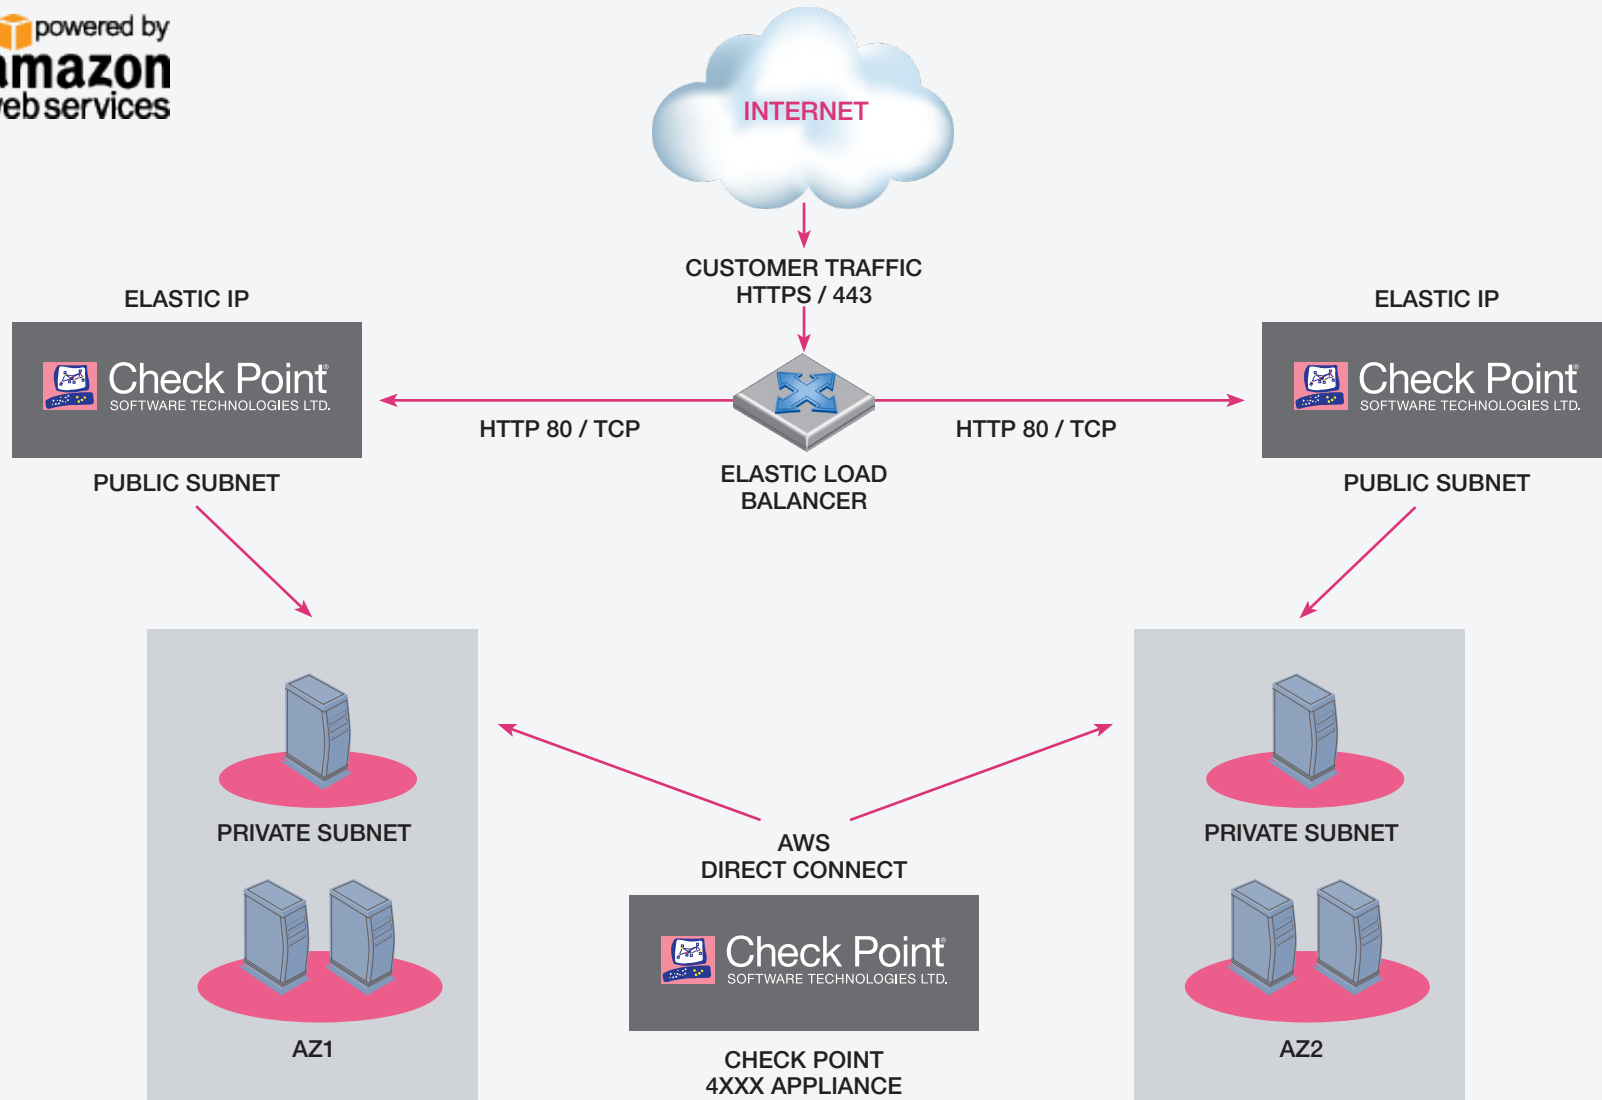 powered by
amazon
web services
INTERNET
CUSTOMER TRAFFIC
HTTPS / 443
ELASTIC IP
Check Point®
SOFTWARE TECHNOLOGIES LTD.
PUBLIC SUBNET
HTTP 80 / TCP
ELASTIC LOAD
BALANCER
HTTP 80 / TCP
ELASTIC IP
Check Point®
SOFTWARE TECHNOLOGIES LTD.
PUBLIC SUBNET
PRIVATE SUBNET
AZ1
AWS
DIRECT CONNECT
Check Point®
SOFTWARE TECHNOLOGIES LTD.
CHECK POINT
4XXX APPLIANCE
PRIVATE SUBNET
AZ2